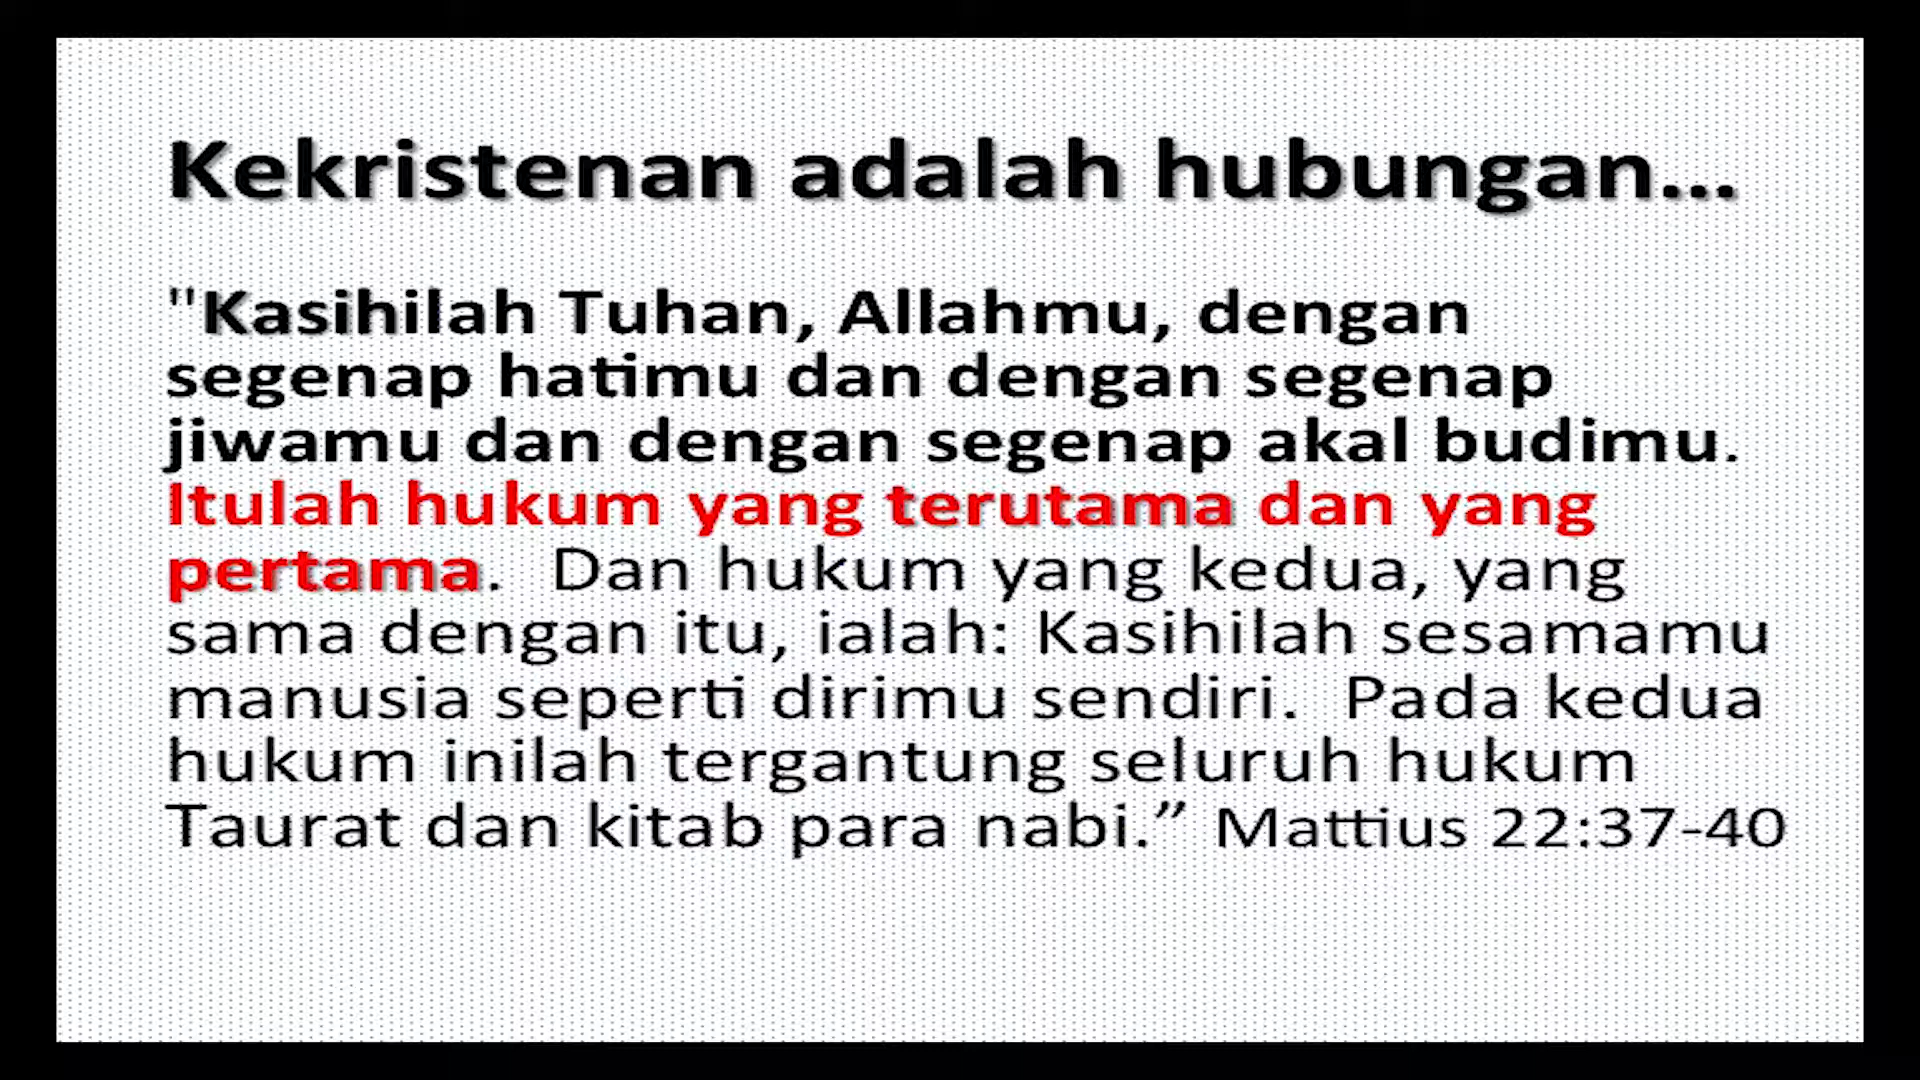 Kekristenan adalah hubungan...
"Kasihilah Tuhan, Allahmu, dengan
segenap hatimu dan dengan segenap
jiwamu dan dengan segenap akal budimu.
Itulah hukum yang terutama dan yang
pertama.  Dan hukum yang kedua, yang
sama dengan itu, ialah: Kasihilah sesamamu
manusia seperti dirimu sendiri.  Pada kedua
hukum inilah tergantung seluruh hukum
Taurat dan kitab para nabi.” Mattius 22:37-40